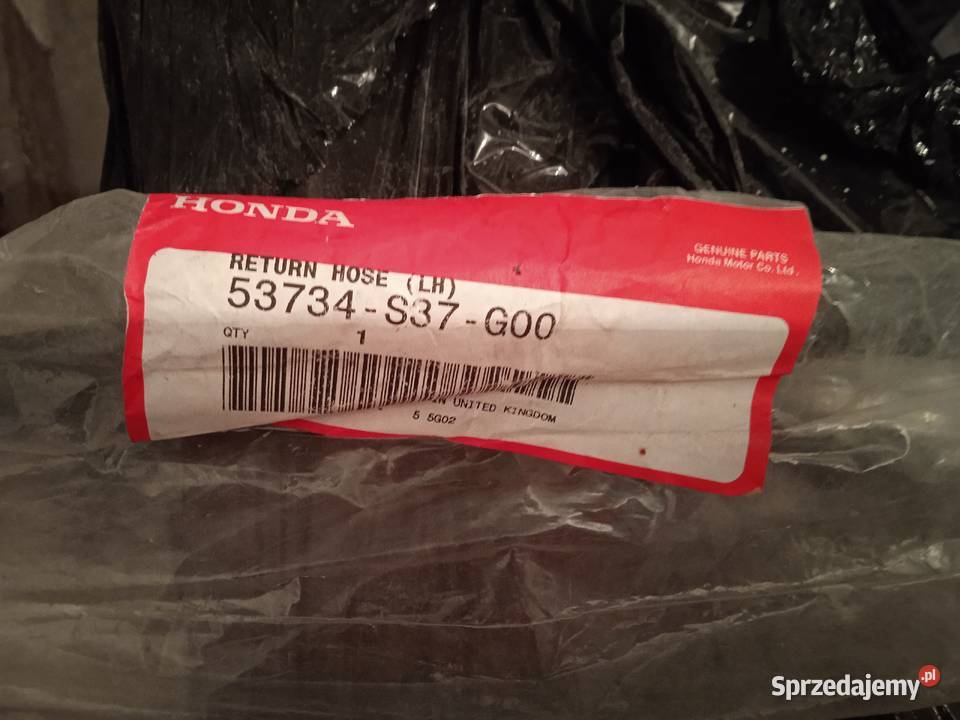 HONDA
GENUINE PARTS
Honda Motor Co. Ltd.
RETURN HOSE (LH)
53734-S37-G00
QTY 1
IN UNITED KINGDOM
5 5G02
Sprzedajemy.pl